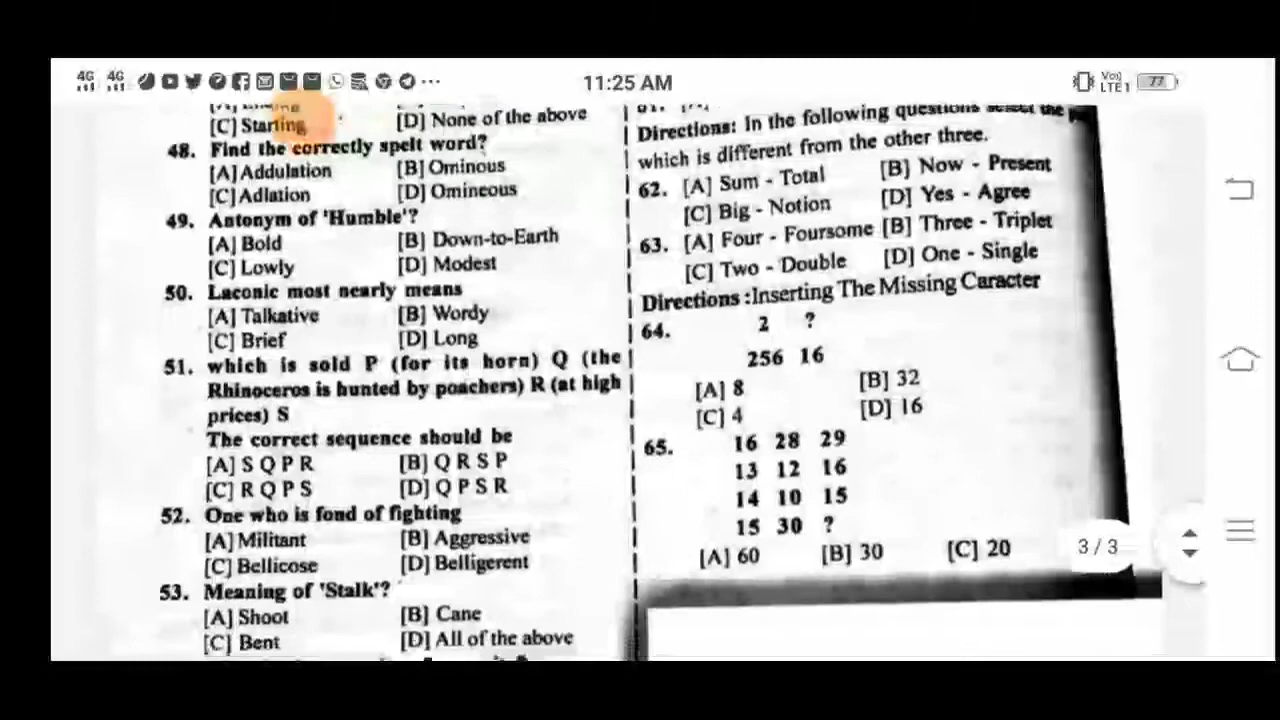 4G 4G ... 11:25 AM Vo) LTE1 77
[C] Starting [D] None of the above
48. Find the correctly spelt word?
[A] Addulation [B] Ominous
[C] Adlation [D] Omineous
49. Antonym of 'Humble'?
[A] Bold [B] Down-to-Earth
[C] Lowly [D] Modest
50. Laconic most nearly means
[A] Talkative [B] Wordy
[C] Brief [D] Long
51. which is sold P (for its horn) Q (the
Rhinoceros is hunted by poachers) R (at high
prices) S
The correct sequence should be
[A] S Q P R [B] Q R S P
[C] R Q P S [D] Q P S R
52. One who is fond of fighting
[A] Militant [B] Aggressive
[C] Bellicose [D] Belligerent
53. Meaning of 'Stalk'?
[A] Shoot [B] Cane
[C] Bent [D] All of the above
Directions: In the following questions select the
which is different from the other three.
62. [A] Sum - Total [B] Now - Present
[C] Big - Notion [D] Yes - Agree
63. [A] Four - Foursome [B] Three - Triplet
[C] Two - Double [D] One - Single
Directions :Inserting The Missing Caracter
64. 2 ?
256 16
[A] 8 [B] 32
[C] 4 [D] 16
65. 16 28 29
13 12 16
14 10 15
15 30 ?
[A] 60 [B] 30 [C] 20
3 / 3